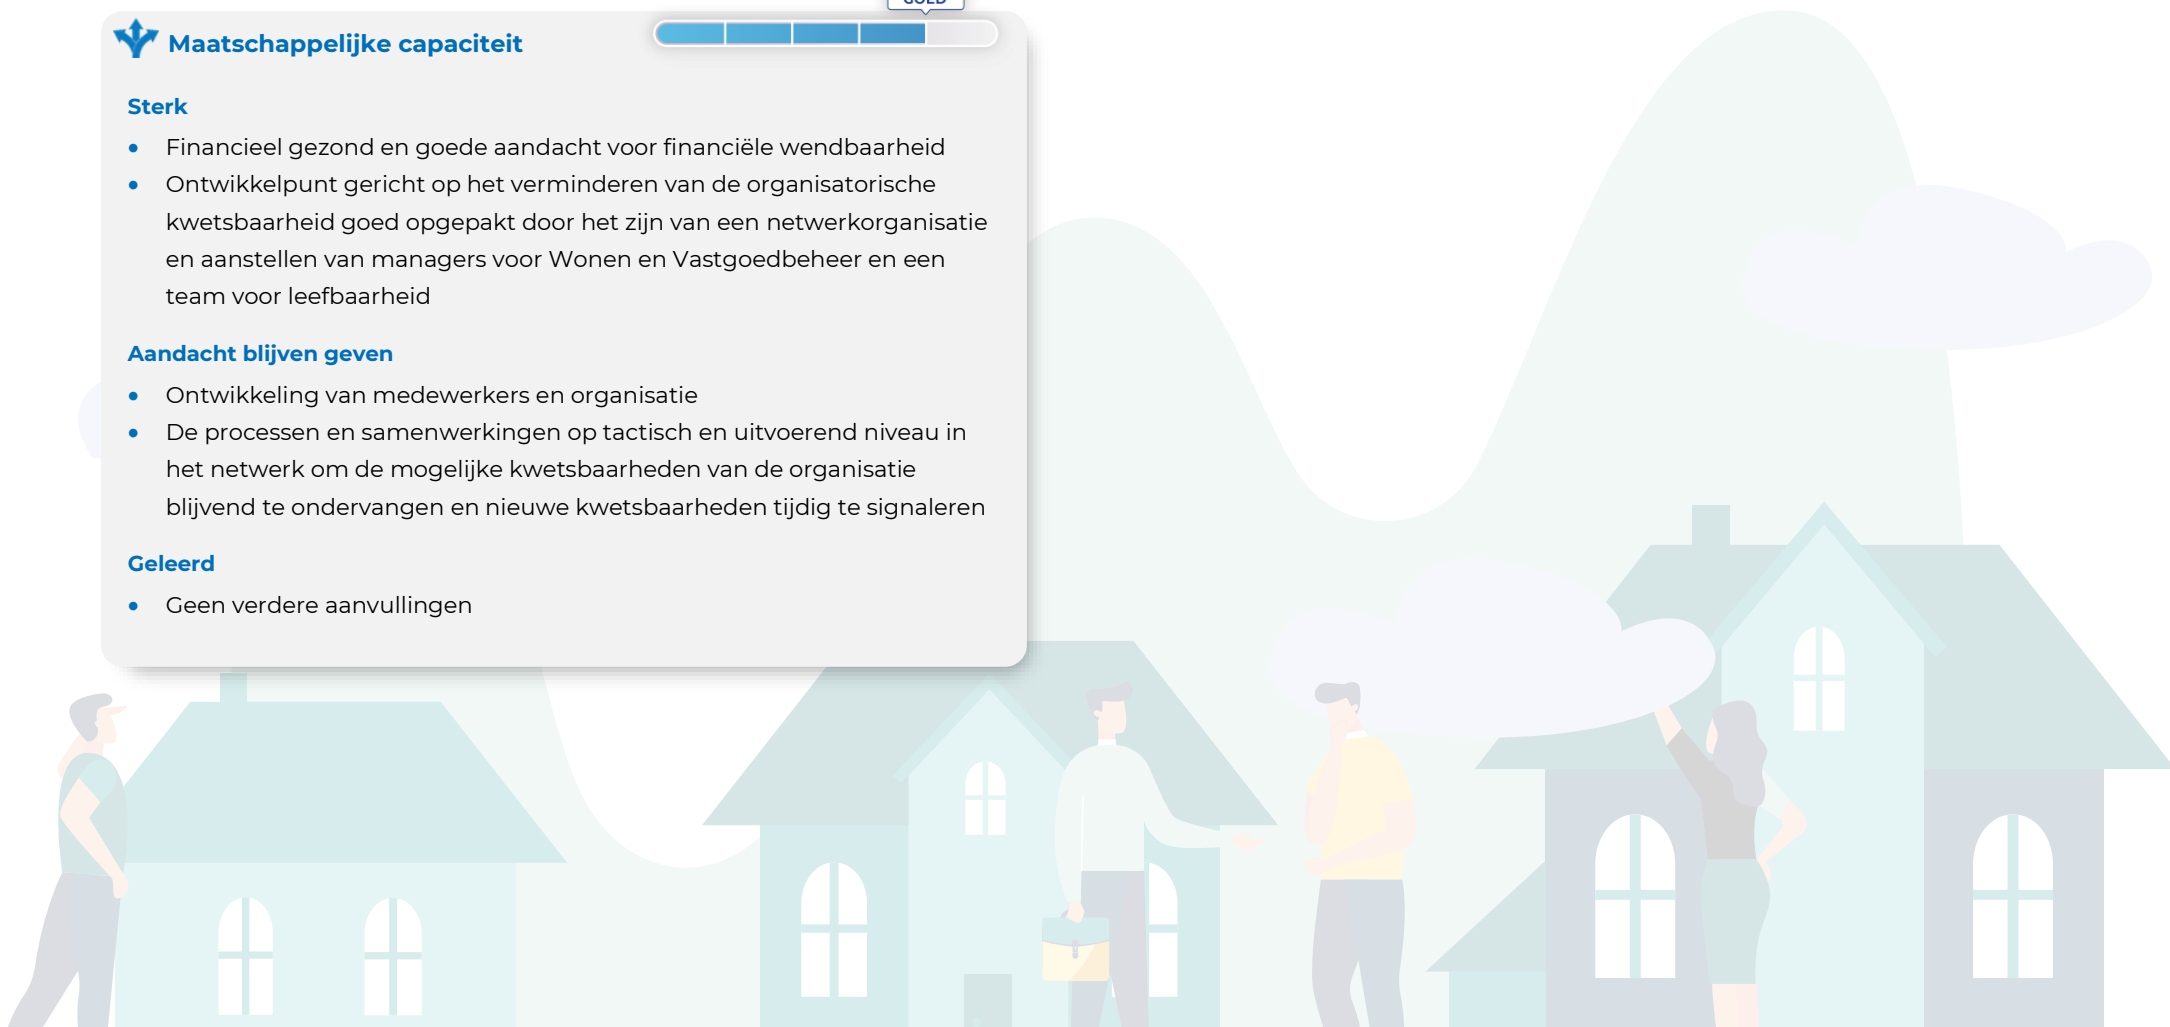 GOED
Maatschappelijke capaciteit
Sterk
• Financieel gezond en goede aandacht voor financiële wendbaarheid
• Ontwikkelpunt gericht op het verminderen van de organisatorische
kwetsbaarheid goed opgepakt door het zijn van een netwerkorganisatie
en aanstellen van managers voor Wonen en Vastgoedbeheer en een
team voor leefbaarheid
Aandacht blijven geven
• Ontwikkeling van medewerkers en organisatie
• De processen en samenwerkingen op tactisch en uitvoerend niveau in
het netwerk om de mogelijke kwetsbaarheden van de organisatie
blijvend te ondervangen en nieuwe kwetsbaarheden tijdig te signaleren
Geleerd
• Geen verdere aanvullingen